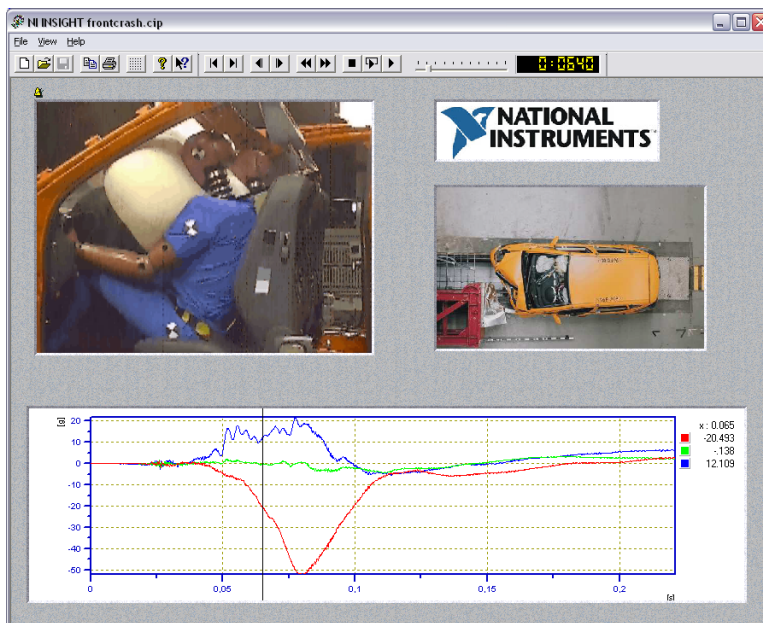 NI INSIGHT frontcrash.cip
File View Help
0:0640
NATIONAL
INSTRUMENTS
[g]
20
10
0
-10
-20
-30
-40
-50
0
0,05
0,1
0,15
0,2
[s]
x : 0.065
-20.493
-.138
12.109